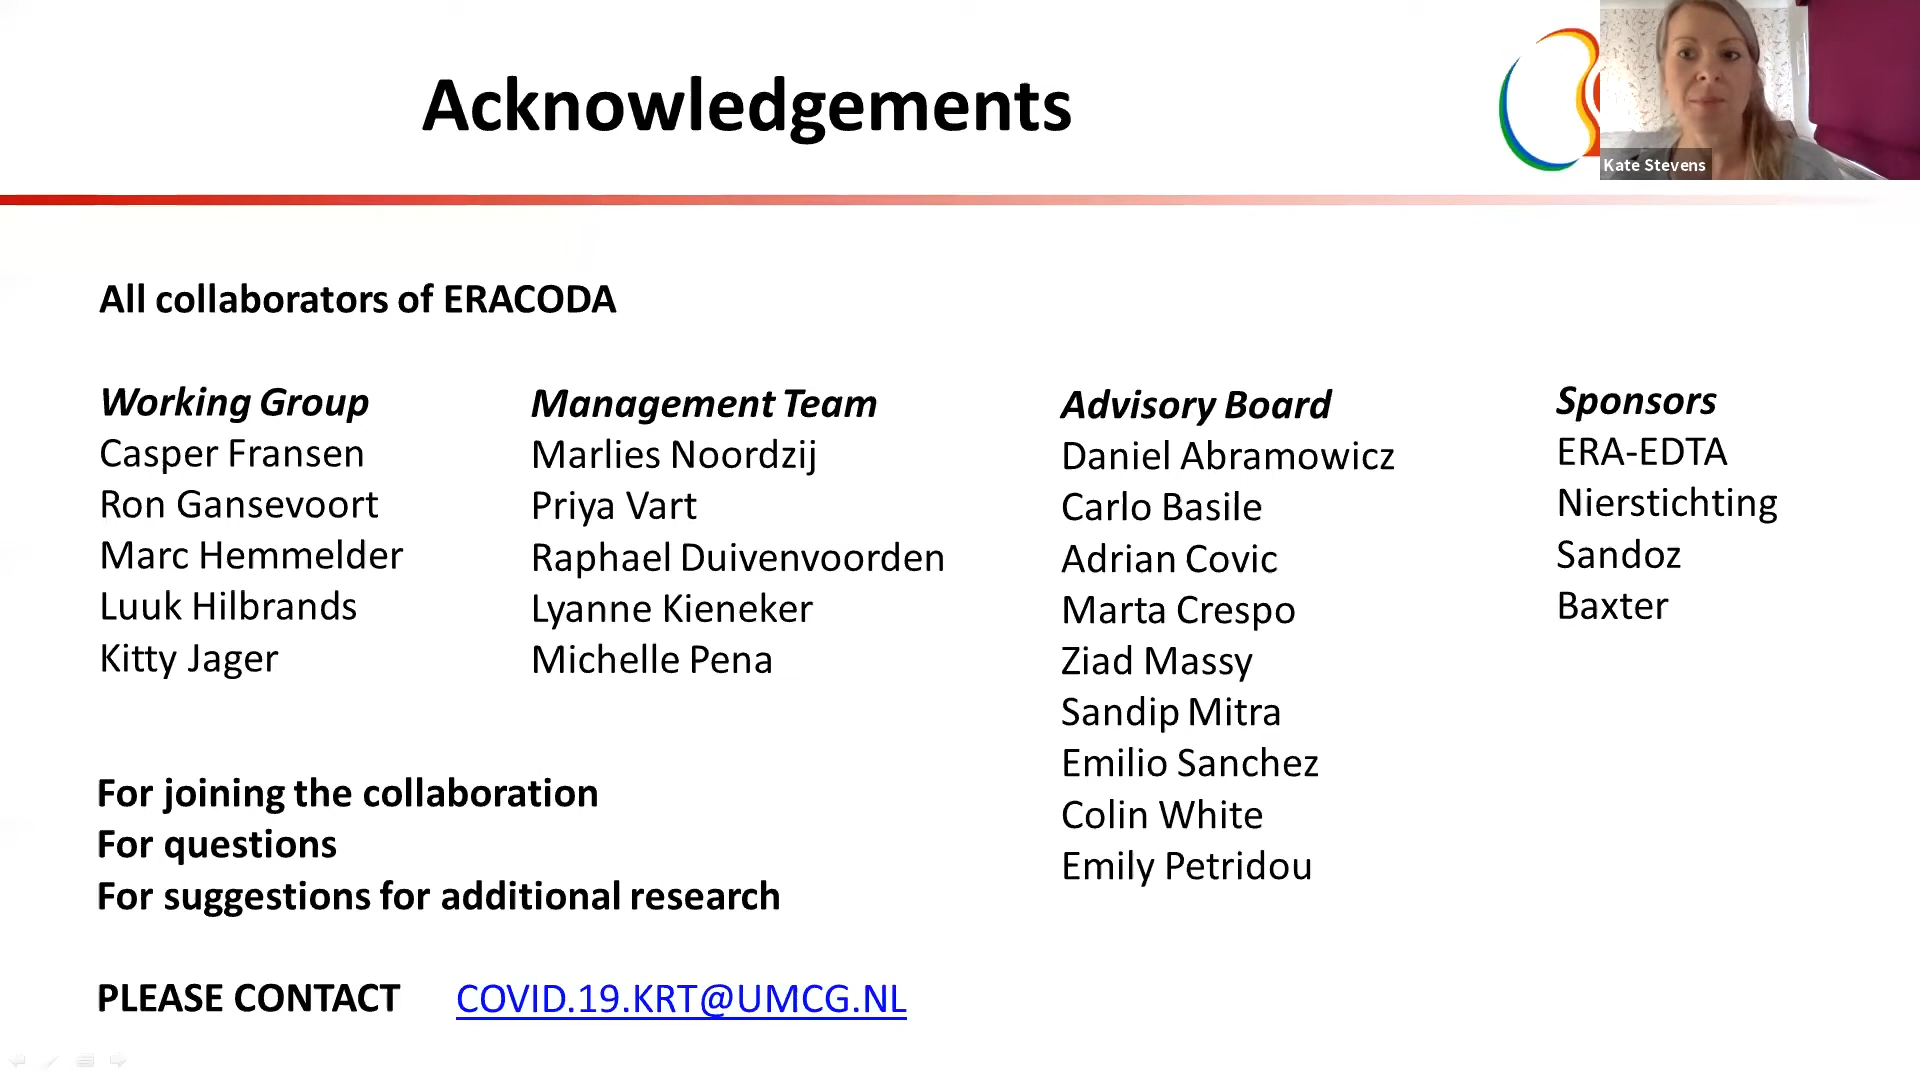 Acknowledgements
Kate Stevens
All collaborators of ERACODA
Working Group
Casper Fransen
Ron Gansevoort
Marc Hemmelder
Luuk Hilbrands
Kitty Jager
Management Team
Marlies Noordzij
Priya Vart
Raphael Duivenvoorden
Lyanne Kieneker
Michelle Pena
Advisory Board
Daniel Abramowicz
Carlo Basile
Adrian Covic
Marta Crespo
Ziad Massy
Sandip Mitra
Emilio Sanchez
Colin White
Emily Petridou
Sponsors
ERA-EDTA
Nierstichting
Sandoz
Baxter
For joining the collaboration
For questions
For suggestions for additional research
PLEASE CONTACT COVID.19.KRT@UMCG.NL